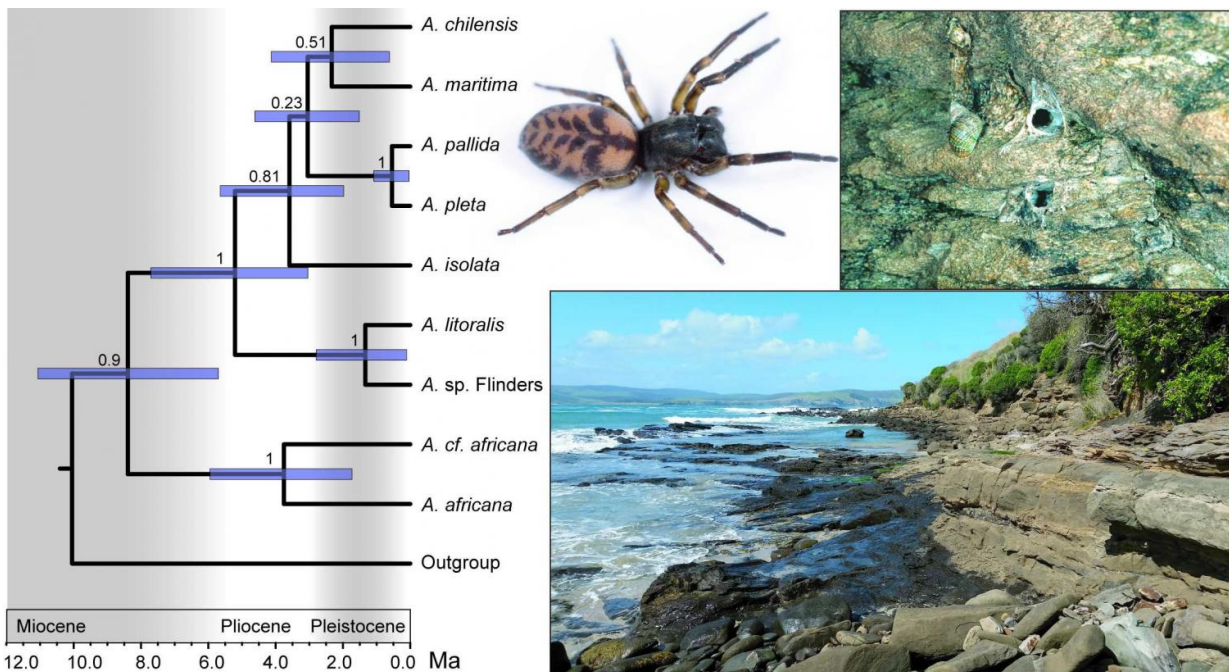 A. chilensis
0.51
A. maritima
0.23
A. pallida
1
A. pleta
0.81
A. isolata
1
A. litoralis
1
A. sp. Flinders
0.9
A. cf. africana
1
A. africana
Outgroup
Miocene Pliocene Pleistocene
12.0 10.0 8.0 6.0 4.0 2.0 0.0 Ma